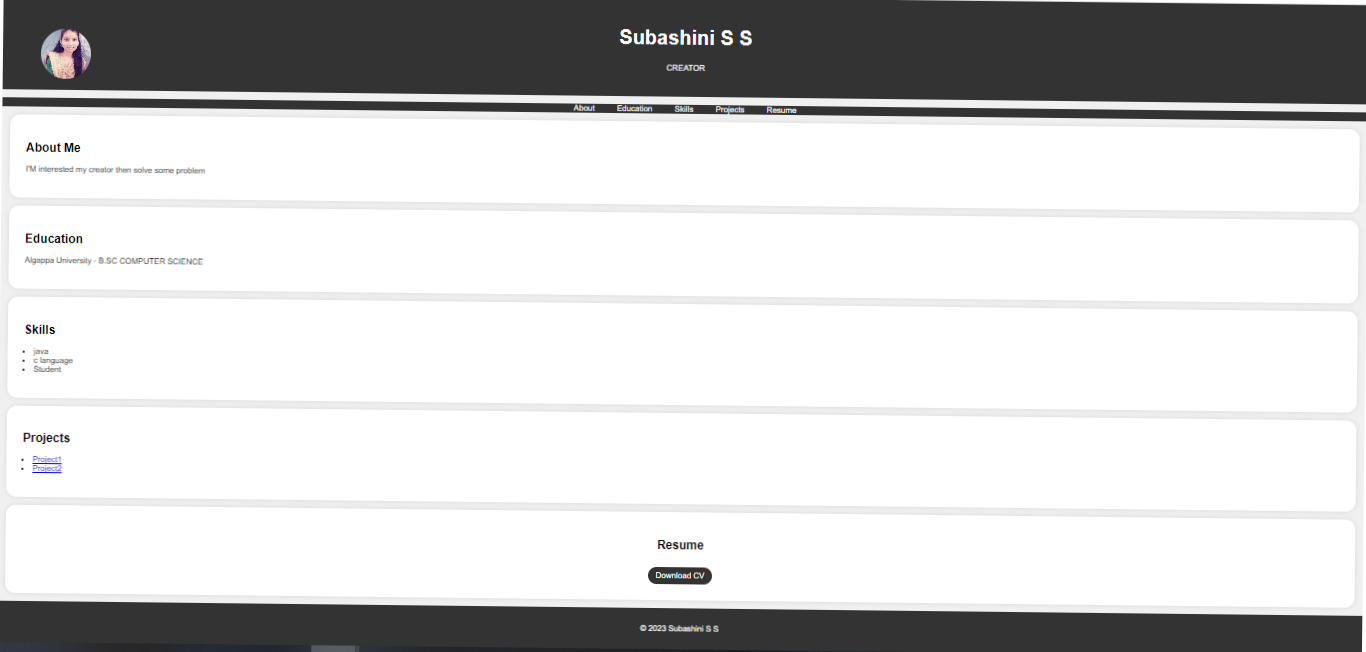 Subashini S S
CREATOR
About Education Skills Projects Resume
About Me
I'M interested my creator then solve some problem
Education
Algappa University - B.SC COMPUTER SCIENCE
Skills
java
c language
Student
Projects
Project1
Project2
Resume
Download CV
© 2023 Subashini S S